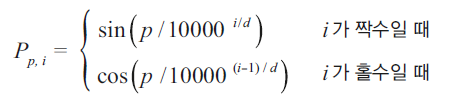 P_{p, i} = { sin(p / 10000^{i/d}) i가 짝수일 때
cos(p / 10000^{(i-1)/d}) i가 홀수일 때